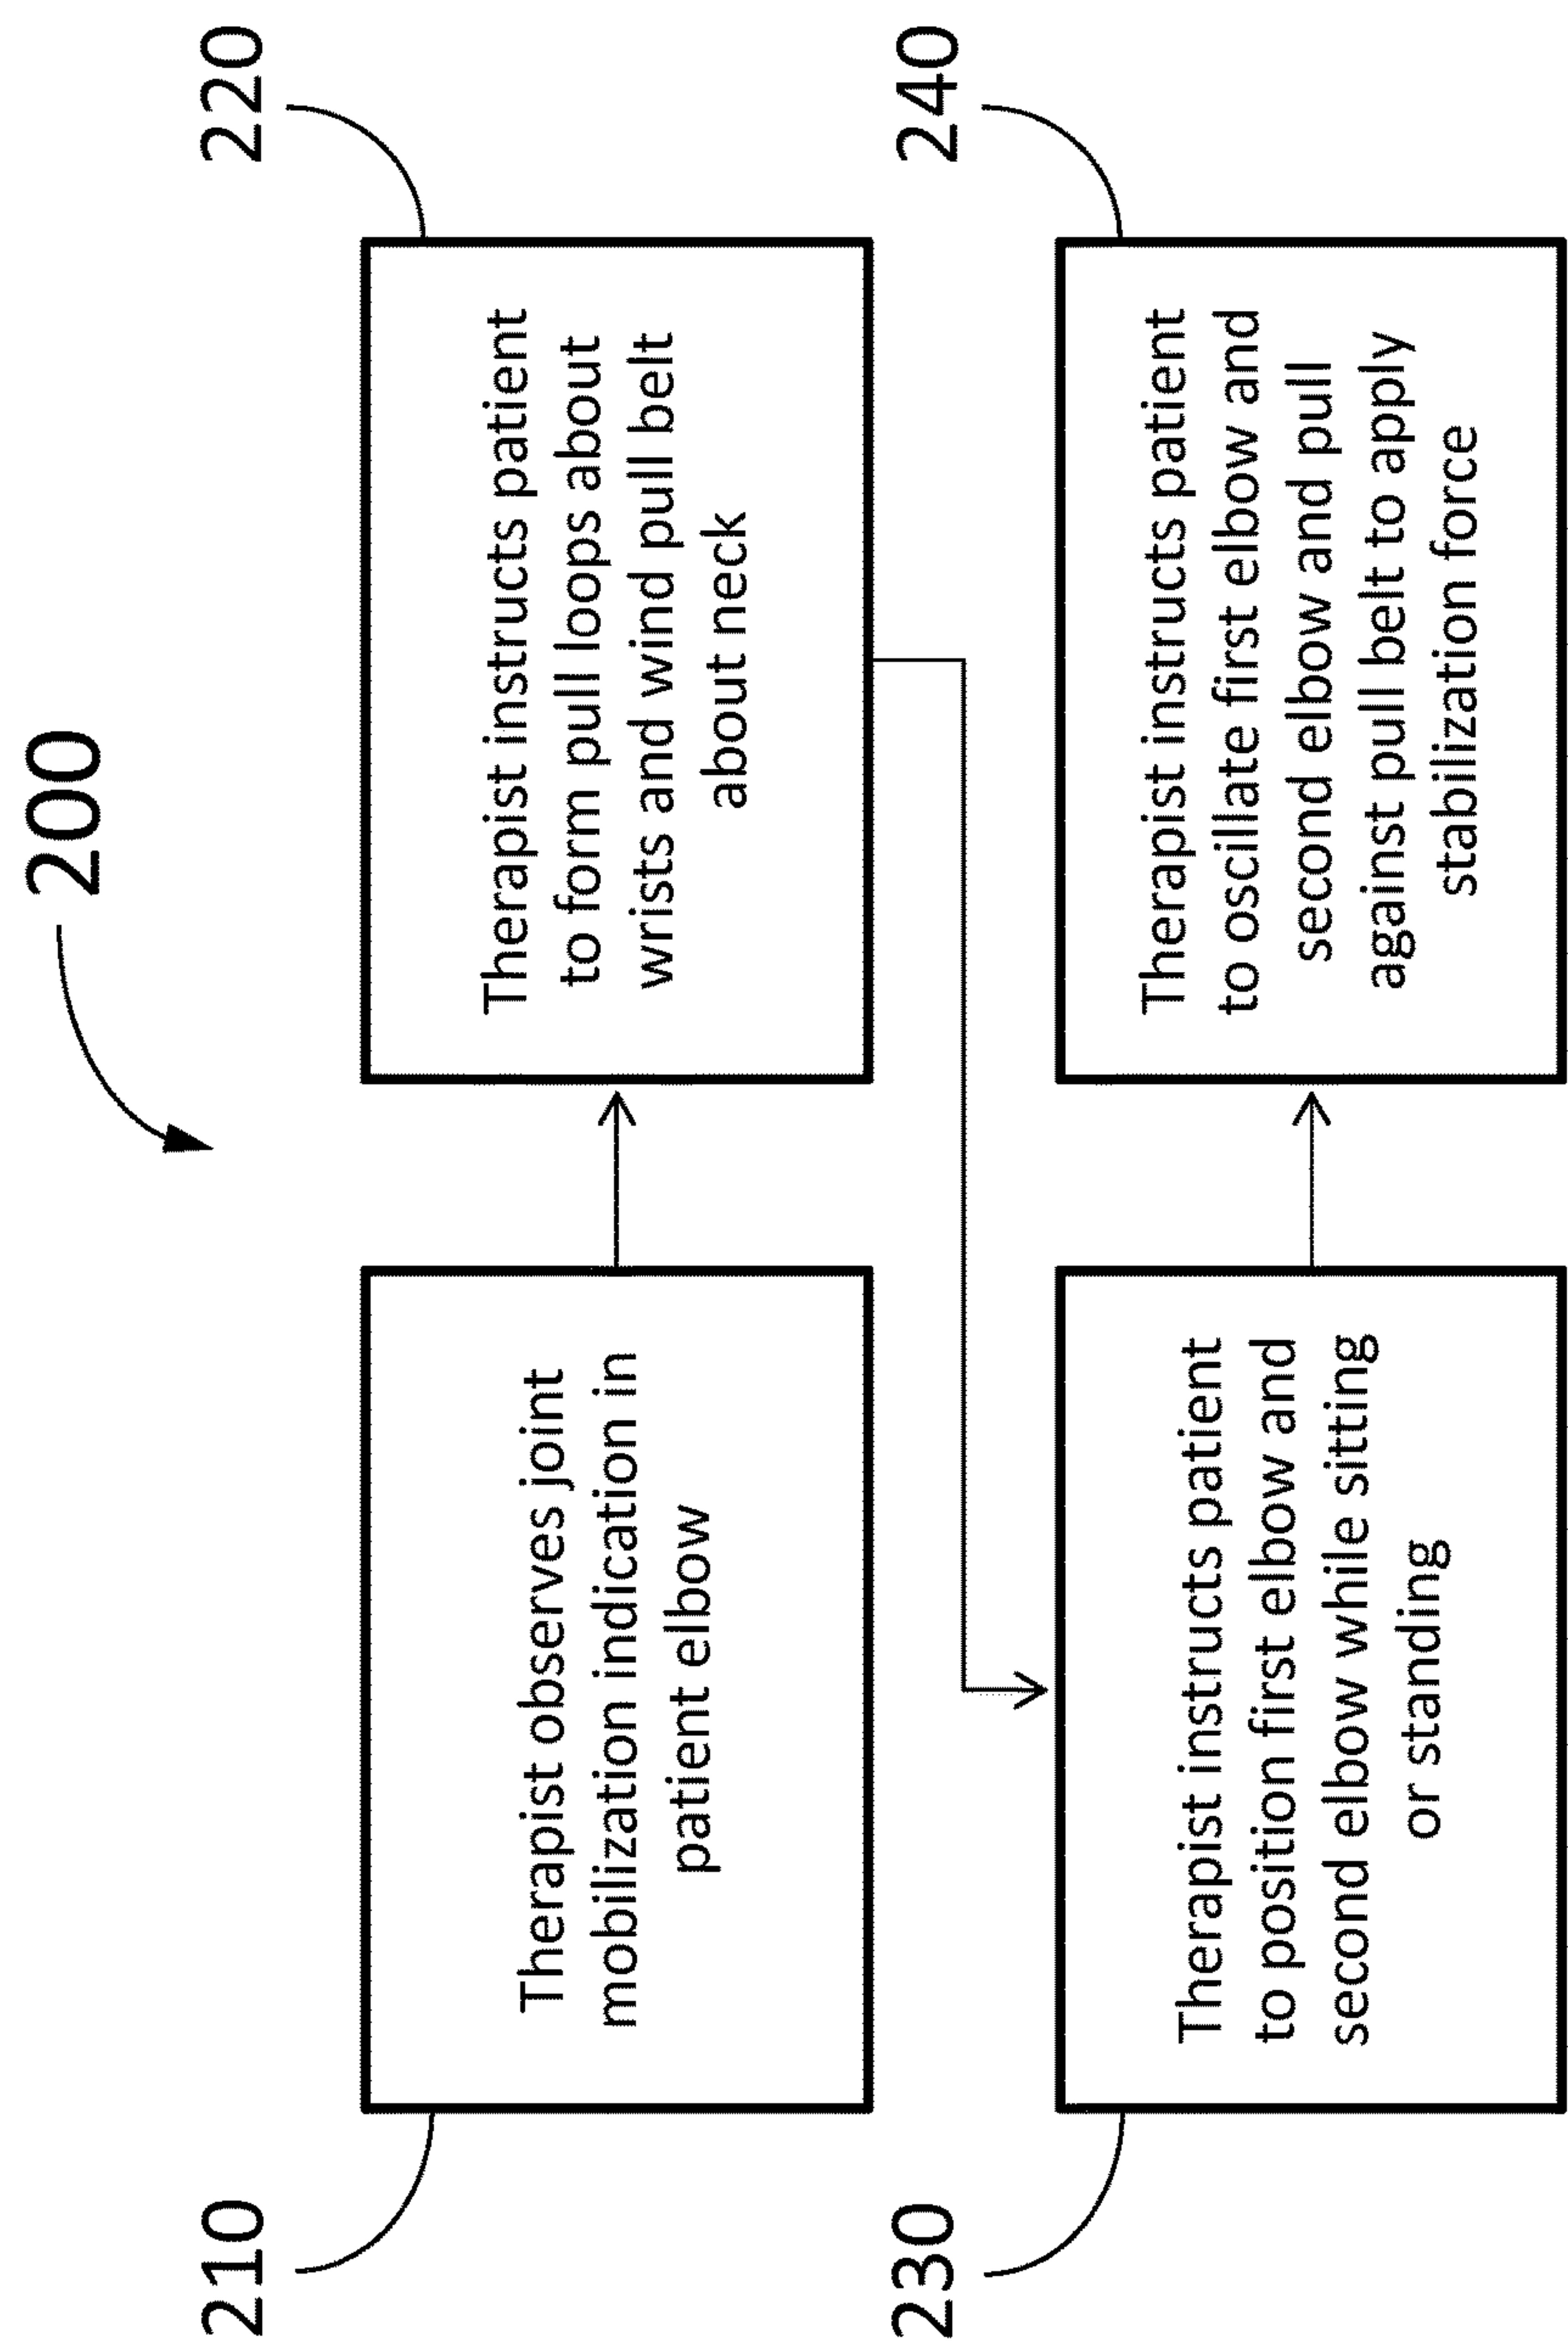 200
210
Therapist observes joint
mobilization indication in
patient elbow
220
Therapist instructs patient
to form pull loops about
wrists and wind pull belt
about neck
230
Therapist instructs patient
to position first elbow and
second elbow while sitting
or standing
240
Therapist instructs patient
to oscillate first elbow and
second elbow and pull
against pull belt to apply
stabilization force